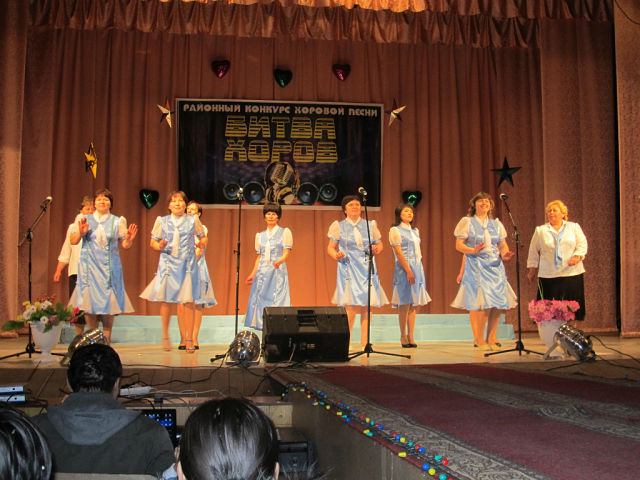 РАЙОННЫЙ КОНКУРС ХОРОВОЙ ПЕСНИ
БИТВА
ХОРОВ